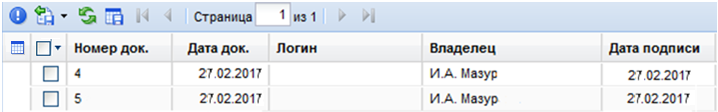 Страница 1 из 1
Номер док. Дата док. Логин Владелец Дата подписи
4 27.02.2017 И.А. Мазур 27.02.2017
5 27.02.2017 И.А. Мазур 27.02.2017